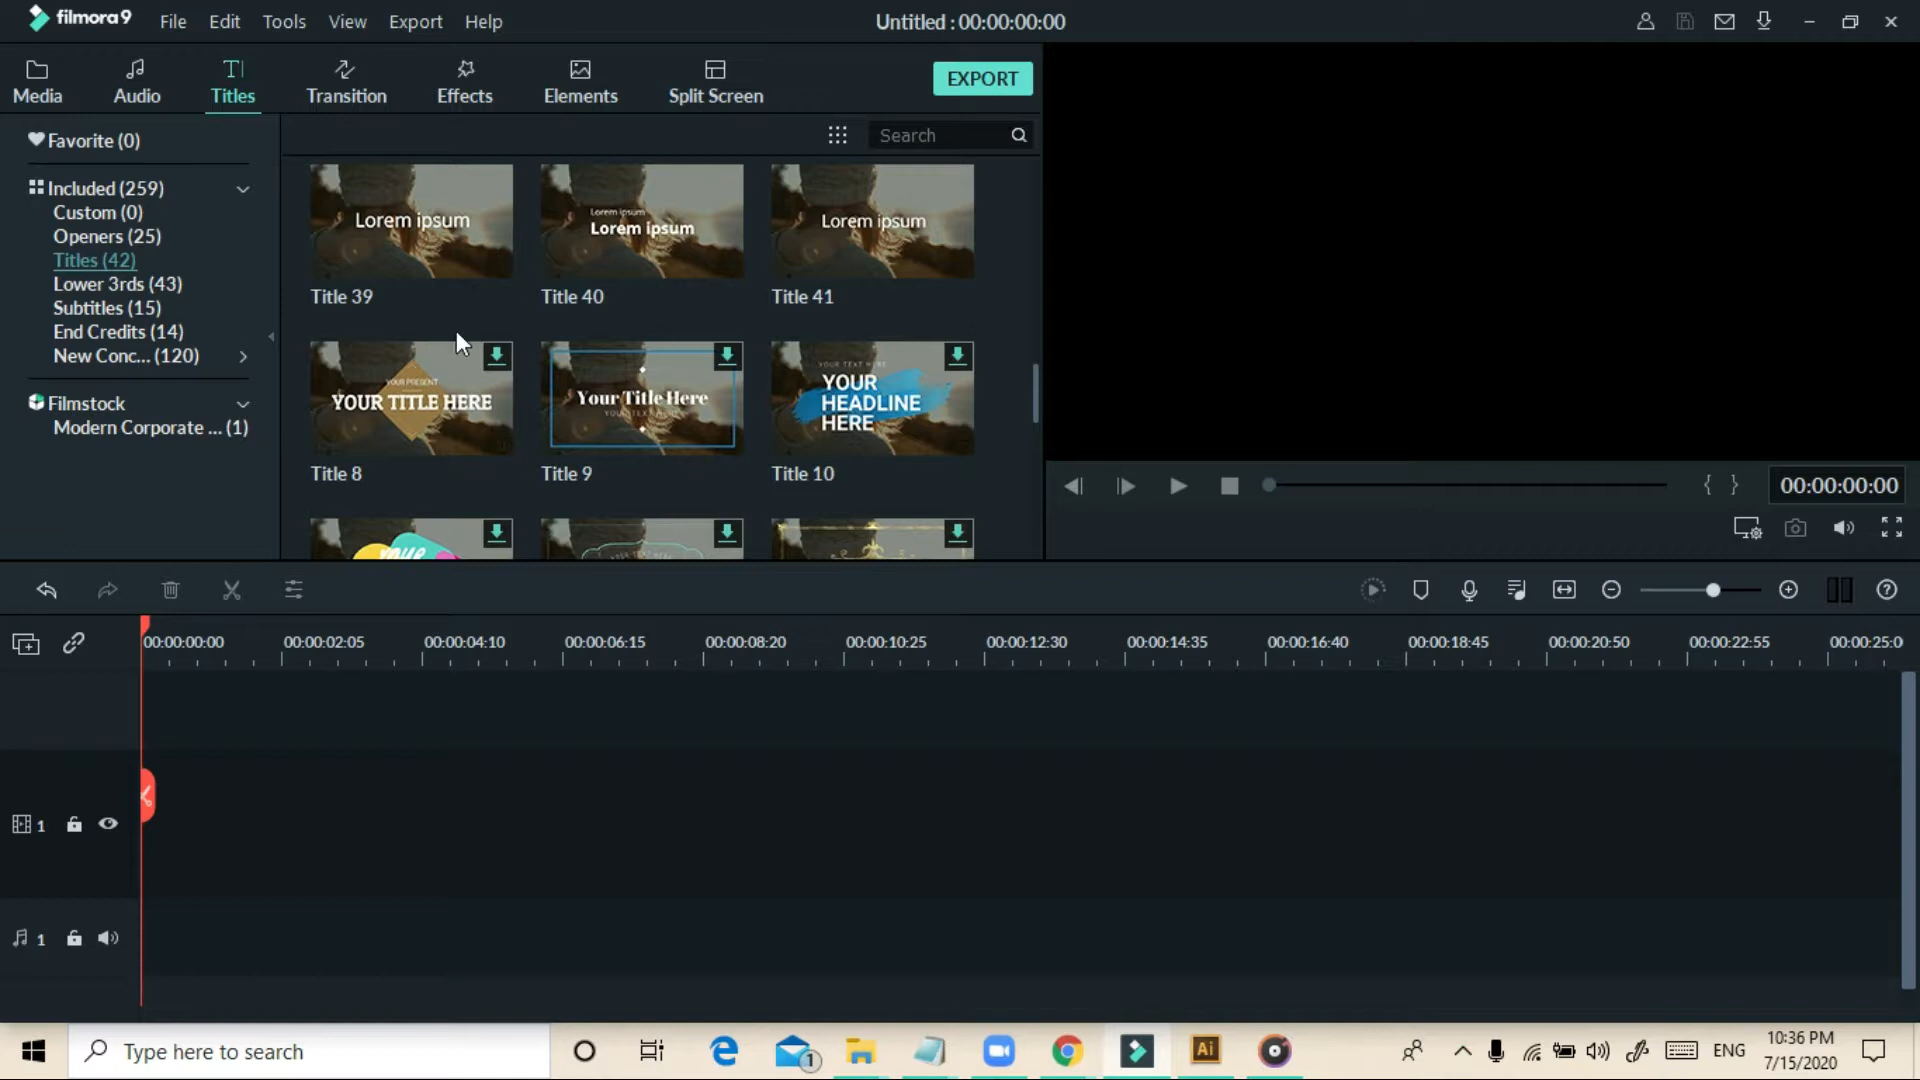 filmora9 File Edit Tools View Export Help Untitled : 00:00:00:00
Media Audio Titles Transition Effects Elements Split Screen EXPORT
Favorite (0)
Search
Included (259)
Custom (0)
Openers (25)
Titles (42)
Lower 3rds (43)
Subtitles (15)
End Credits (14)
New Conc... (120)
Filmstock
Modern Corporate ... (1)
Lorem ipsum
Title 39
Lorem ipsum
Lorem ipsum
Title 40
Lorem ipsum
Title 41
YOUR PRESENT
YOUR TITLE HERE
Title 8
Your Title Here
YOUR TEXT HERE
Title 9
YOUR TEXT HERE
YOUR
HEADLINE
HERE
Title 10
YOUR
YOUR TEXT HERE
00:00:00:00
00:00:00:00 00:00:02:05 00:00:04:10 00:00:06:15 00:00:08:20 00:00:10:25 00:00:12:30 00:00:14:35 00:00:16:40 00:00:18:45 00:00:20:50 00:00:22:55 00:00:25:0
1
1
Type here to search
1
Ai
ENG
10:36 PM
7/15/2020